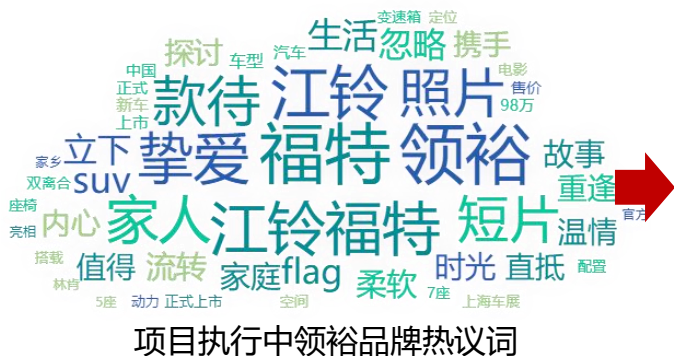 变速箱 定位
生活 忽略 携手
探讨 车型 汽车 电影
中国 款待 江铃 照片 售价
正式 98万
新车
上市
家乡 立下 挚爱 福特 领裕 故事
双离合 suv 重逢
座椅 内心 家人 江铃福特 短片 温情 官方
亮相
搭载 值得 流转 家庭 flag 柔软 时光 直抵 配置
林肯 7座
5座 动力 正式上市 空间 上海车展
项目执行中领裕品牌热议词